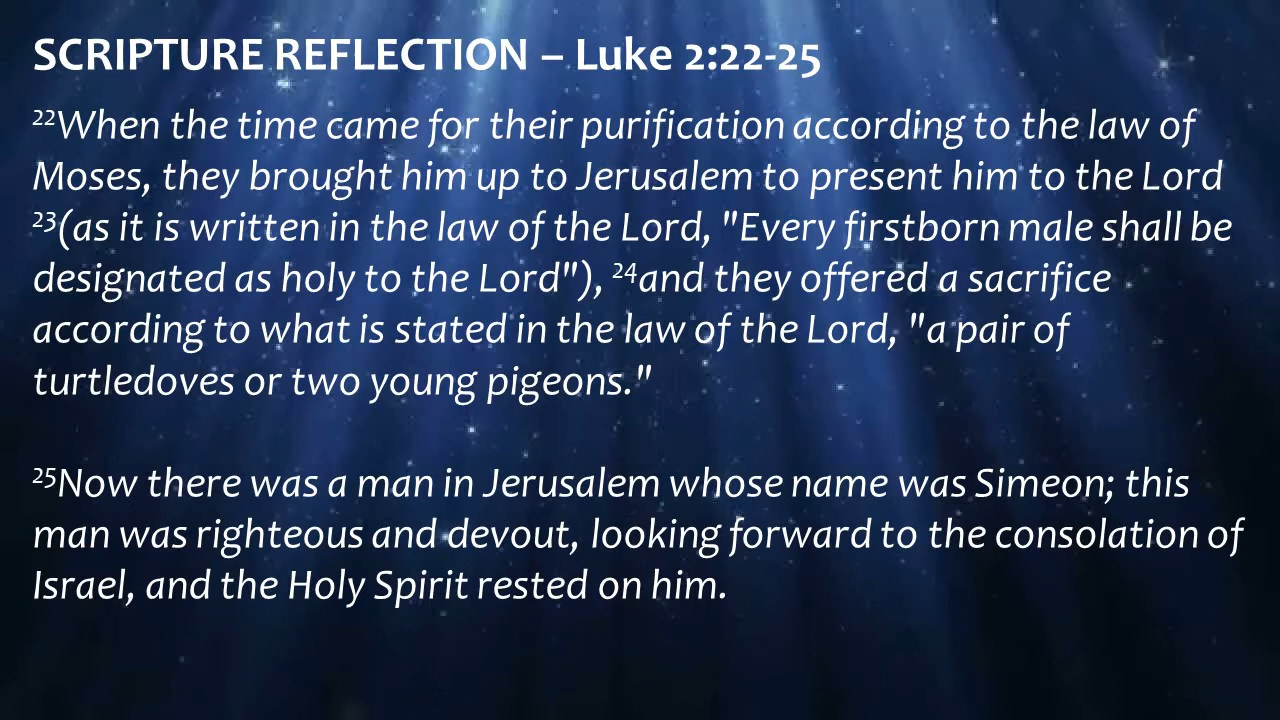 SCRIPTURE REFLECTION – Luke 2:22-25
22When the time came for their purification according to the law of
Moses, they brought him up to Jerusalem to present him to the Lord
23(as it is written in the law of the Lord, "Every firstborn male shall be
designated as holy to the Lord"), 24and they offered a sacrifice
according to what is stated in the law of the Lord, "a pair of
turtledoves or two young pigeons."
25Now there was a man in Jerusalem whose name was Simeon; this
man was righteous and devout, looking forward to the consolation of
Israel, and the Holy Spirit rested on him.